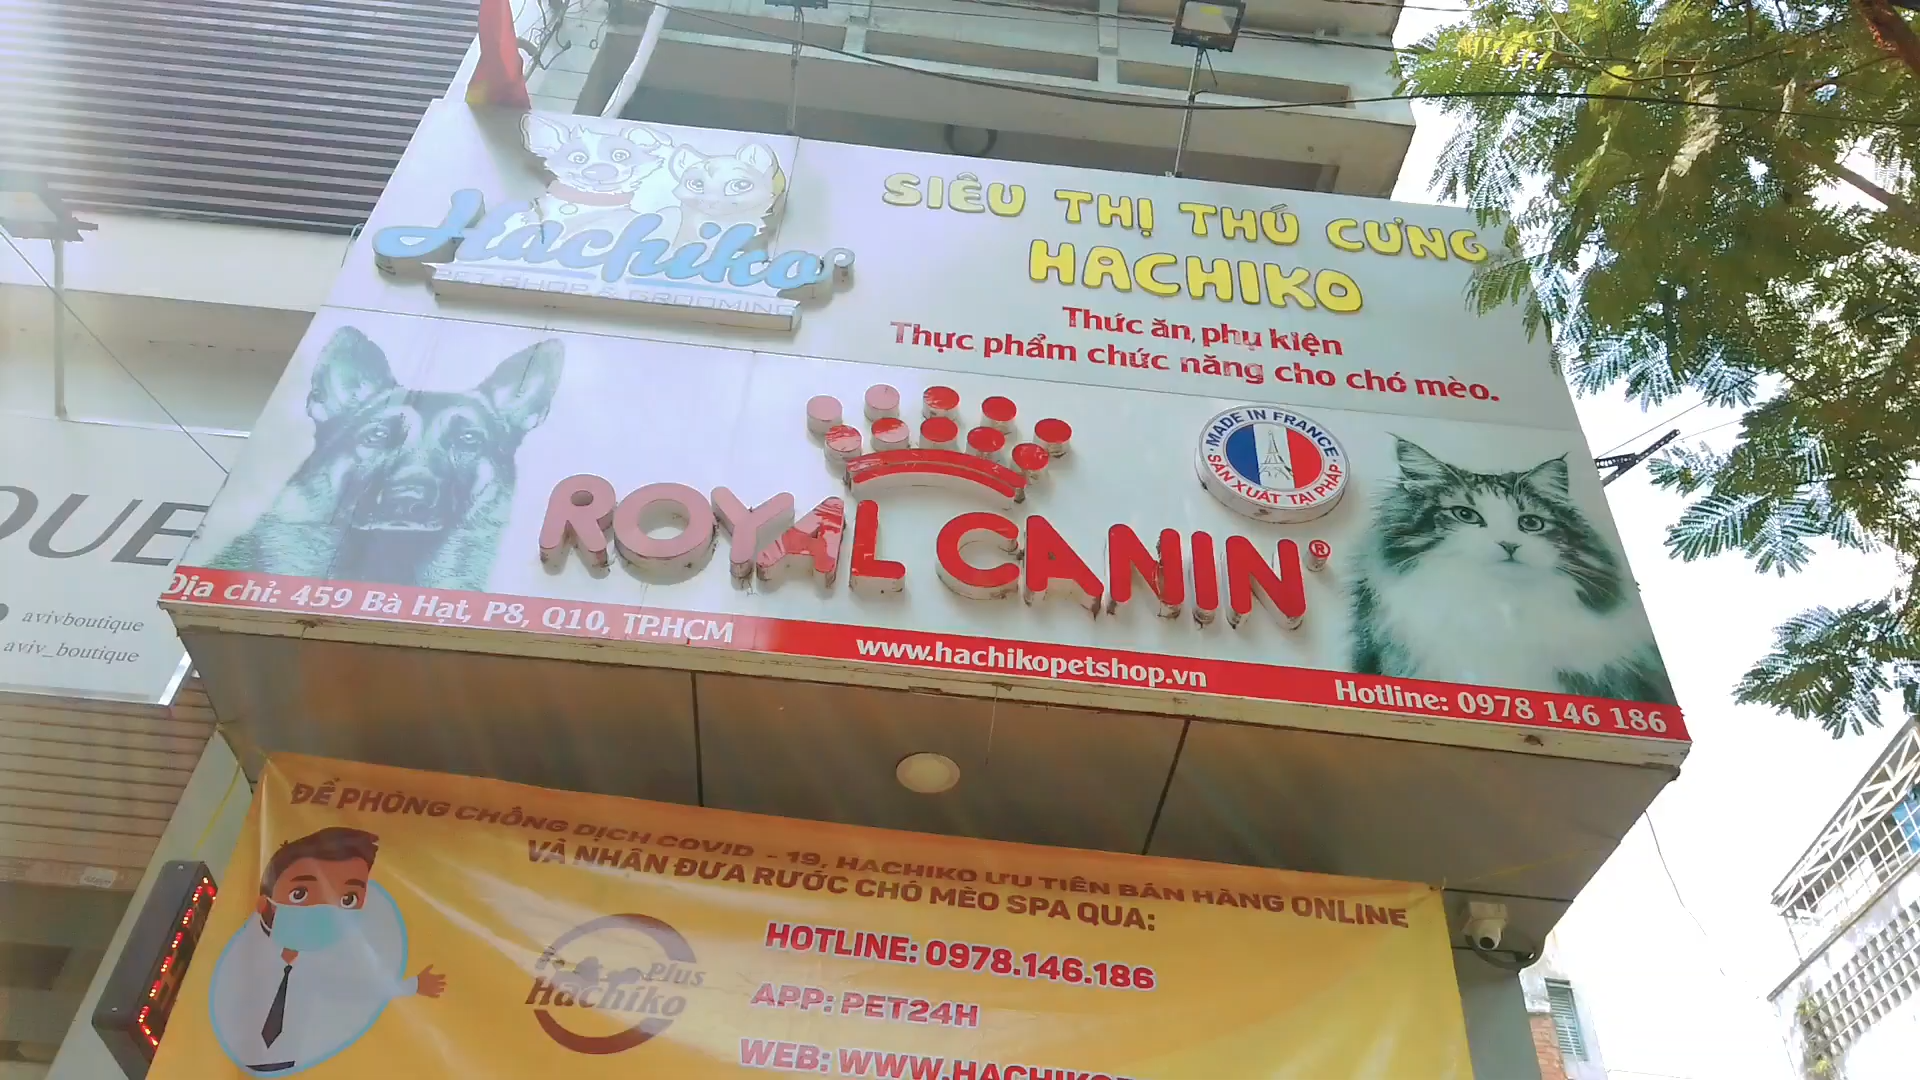 Hachiko
PET SHOP & GROOMING
SIÊU THỊ THÚ CƯNG
HACHIKO
Thức ăn, phụ kiện
Thực phẩm chức năng cho chó mèo.
MADE IN FRANCE
SẢN XUẤT TẠI PHÁP
ROYAL CANIN®
Địa chỉ: 459 Bà Hạt, P8, Q10, TP.HCM
www.hachikopetshop.vn
Hotline: 0978 146 186
avivboutique
aviv_boutique
ĐỂ PHÒNG CHỐNG DỊCH COVID - 19, HACHIKO ƯU TIÊN BÁN HÀNG ONLINE
VÀ NHẬN ĐƯA RƯỚC CHÓ MÈO SPA QUA:
Plus
Hachiko
HOTLINE: 0978.146.186
APP: PET24H
WEB: WWW.HACHIKO